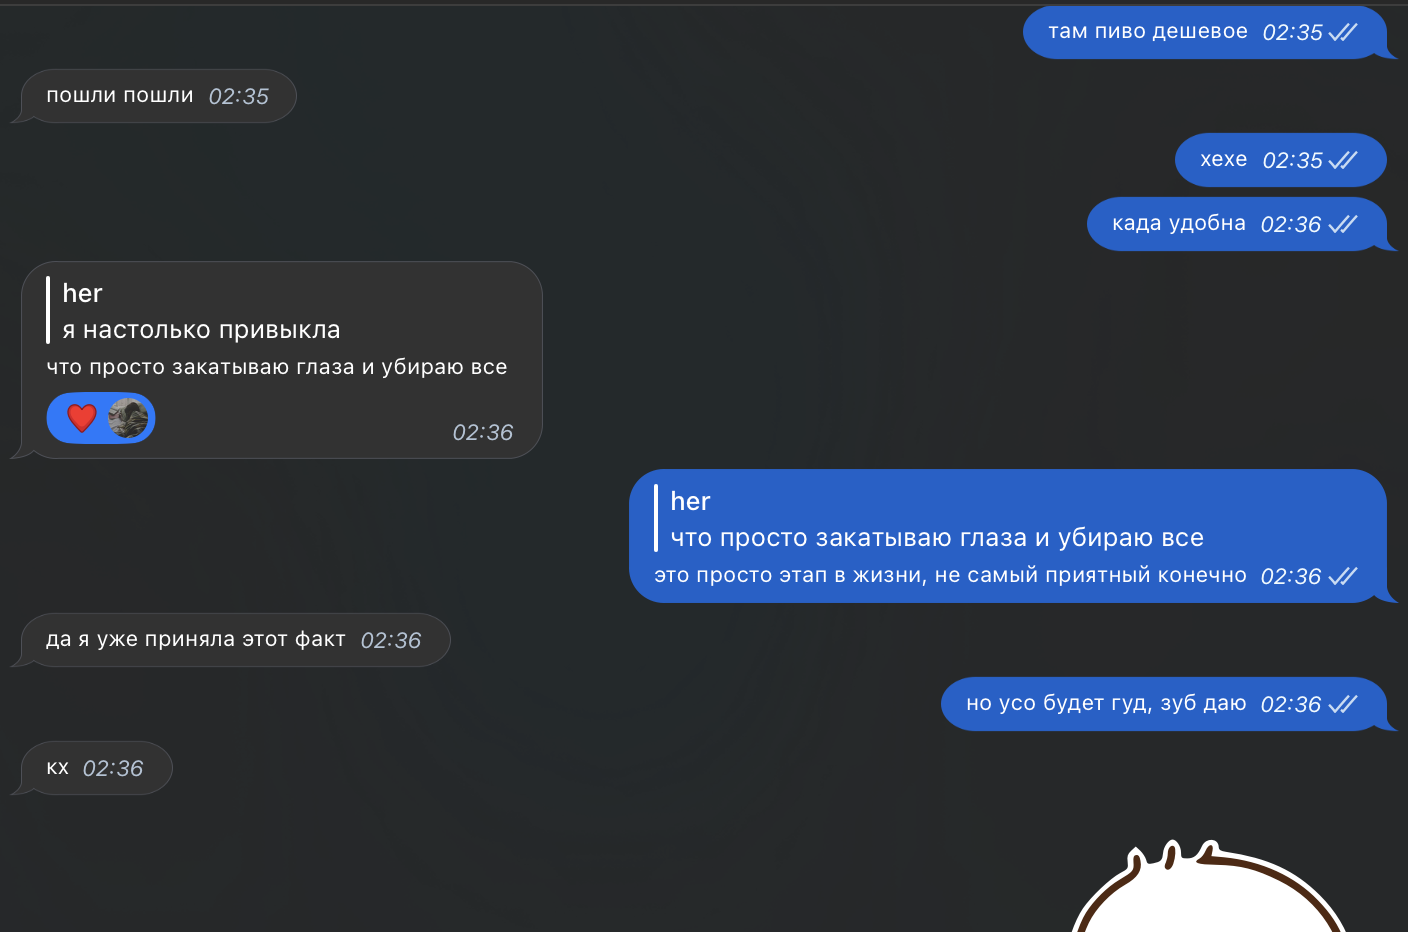 там пиво дешевое 02:35
пошли пошли 02:35
хехе 02:35
када удобна 02:36
her
я настолько привыкла
что просто закатываю глаза и убираю все
02:36
her
что просто закатываю глаза и убираю все
это просто этап в жизни, не самый приятный конечно 02:36
да я уже приняла этот факт 02:36
но усо будет гуд, зуб даю 02:36
кх 02:36